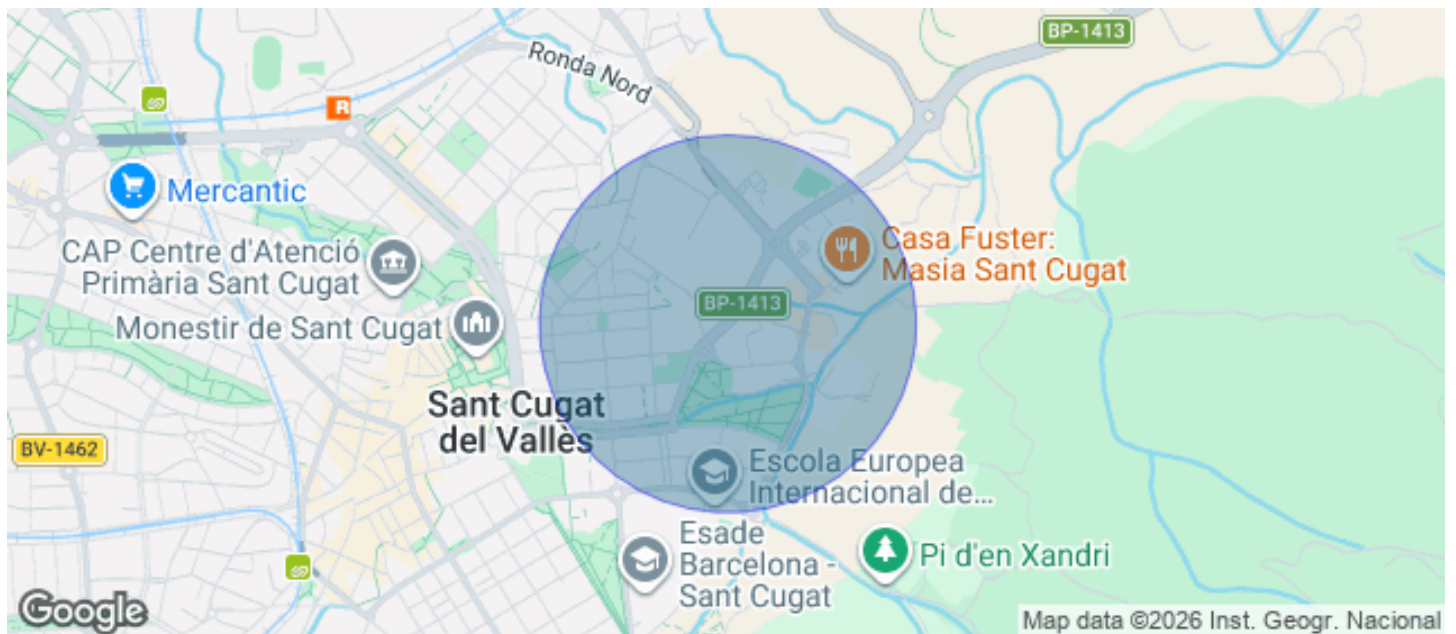 BP-1413
Ronda Nord
R
Mercantic
CAP Centre d'Atenció
Primària Sant Cugat
Casa Fuster:
Masia Sant Cugat
BP-1413
Monestir de Sant Cugat
Sant Cugat
del Vallès
BV-1462
Escola Europea
Internacional de...
Esade
Barcelona -
Sant Cugat
Pi d'en Xandri
Google
Map data ©2026 Inst. Geogr. Nacional